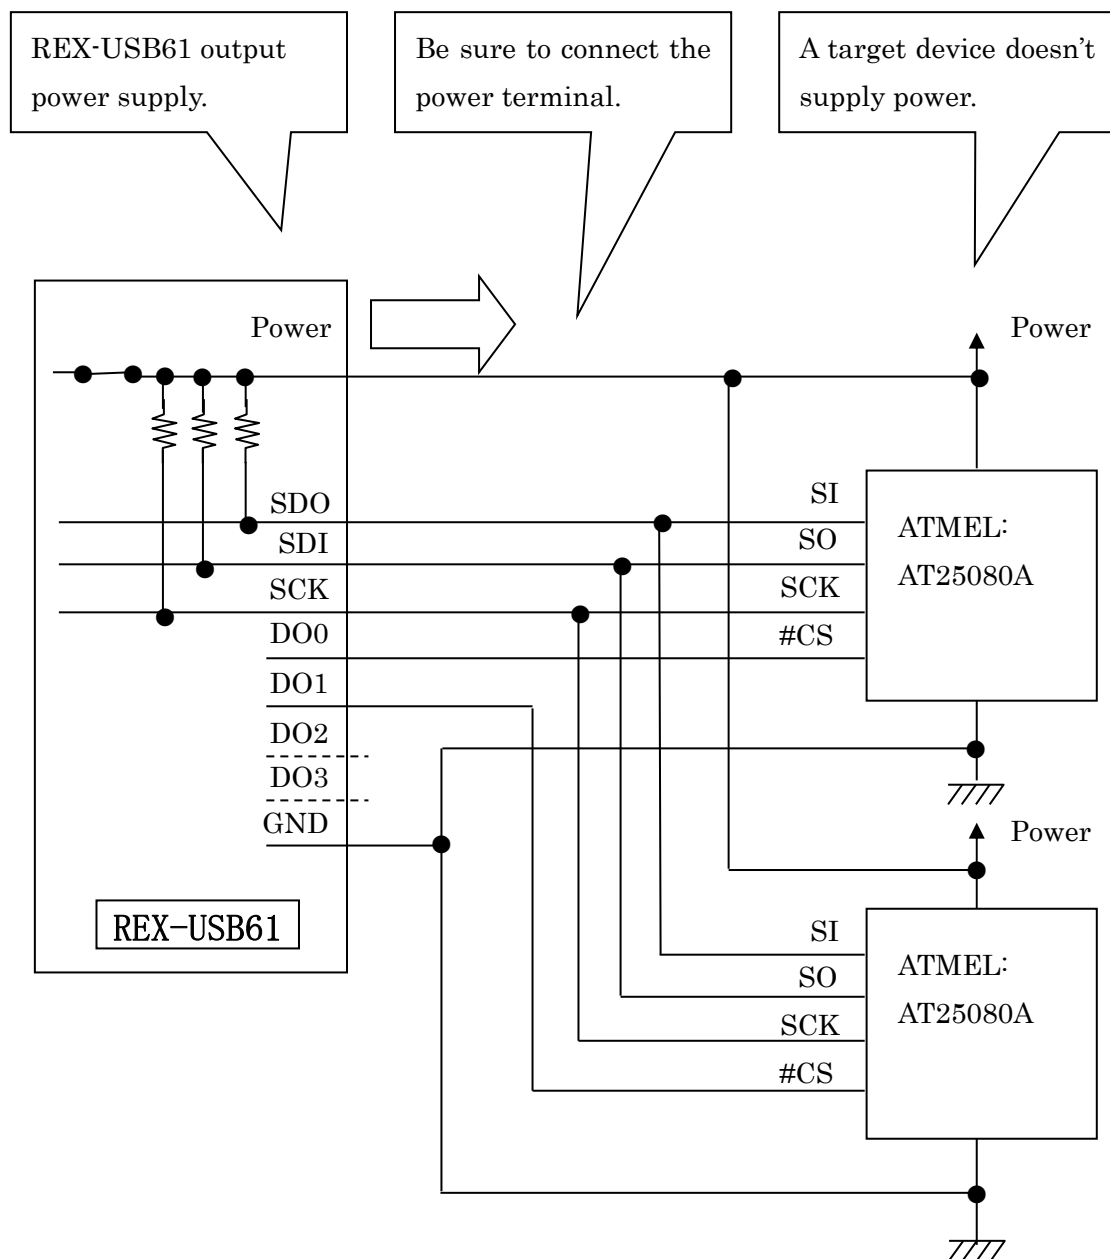 REX-USB61 output
power supply.
Be sure to connect the
power terminal.
A target device doesn't
supply power.
Power
Power
SDO
SDI
SCK
DO0
DO1
DO2
DO3
GND
REX-USB61
SI
SO
SCK
#CS
ATMEL:
AT25080A
Power
SI
SO
SCK
#CS
ATMEL:
AT25080A